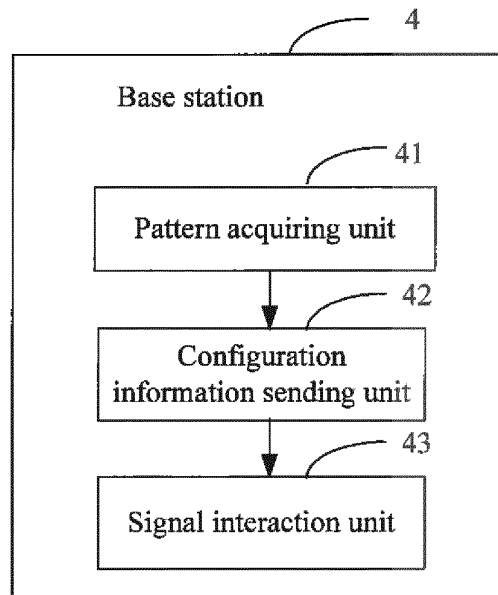 4
Base station
41
Pattern acquiring unit
42
Configuration
information sending unit
43
Signal interaction unit